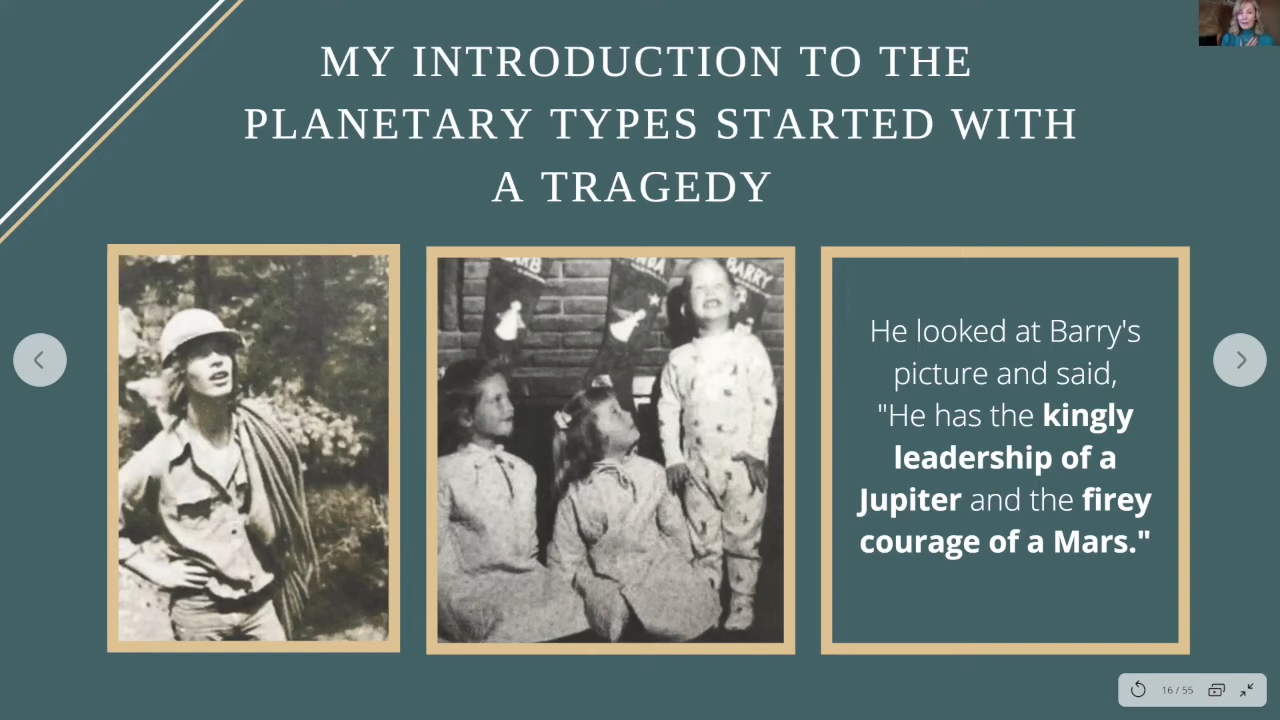 MY INTRODUCTION TO THE
PLANETARY TYPES STARTED WITH
A TRAGEDY
BARRY
He looked at Barry's
picture and said,
"He has the kingly
leadership of a
Jupiter and the firey
courage of a Mars."
16 / 55